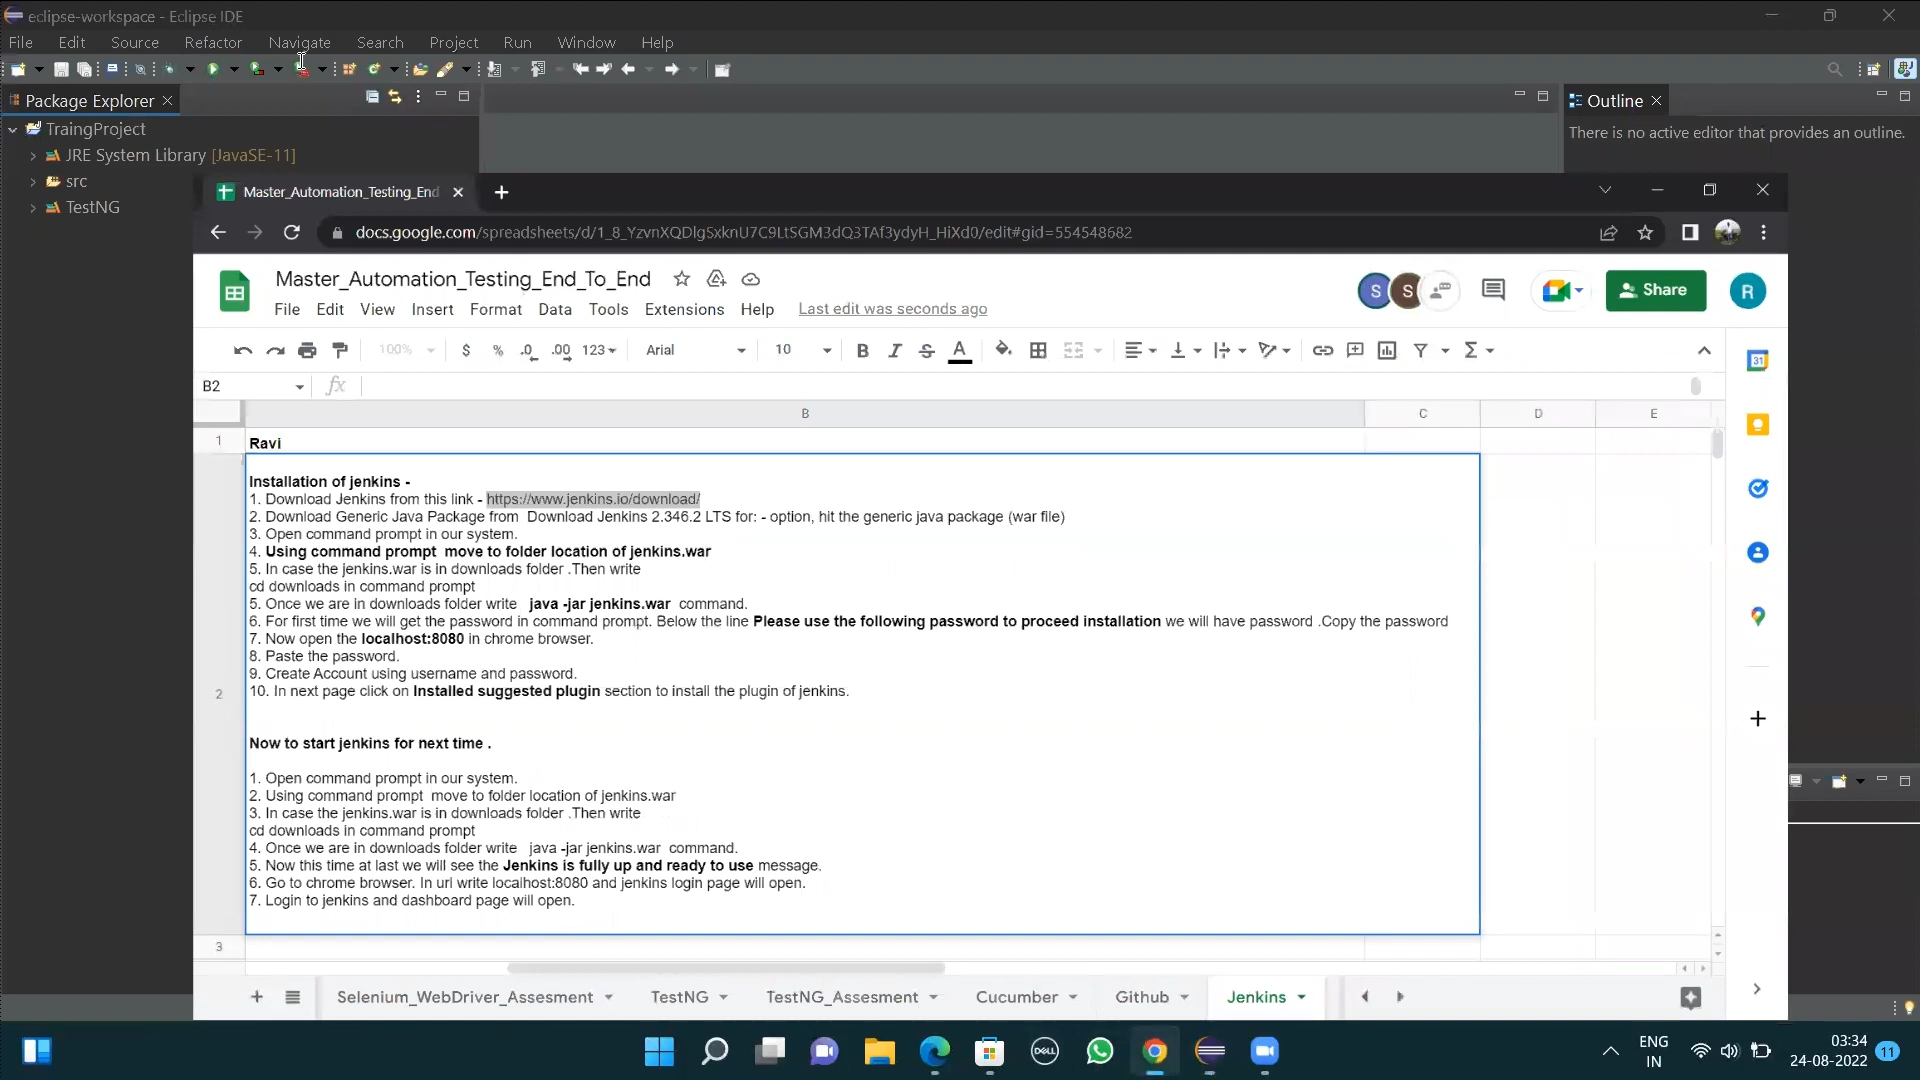 eclipse-workspace - Eclipse IDE
File Edit Source Refactor Navigate Search Project Run Window Help
Package Explorer
Outline
TraingProject
There is no active editor that provides an outline.
JRE System Library [JavaSE-11]
src
TestNG
Master_Automation_Testing_End
docs.google.com/spreadsheets/d/1_8_YzvnXQDlgSxknU7C9LtSGM3dQ3TAf3ydyH_HiXd0/edit#gid=554548682
Master_Automation_Testing_End_To_End
S S Share R
File Edit View Insert Format Data Tools Extensions Help Last edit was seconds ago
100% $ % .0 .00 123 Arial 10 B I S A
B2 fx
B C D E
1 Ravi
Installation of jenkins -
1. Download Jenkins from this link - https://www.jenkins.io/download/
2. Download Generic Java Package from Download Jenkins 2.346.2 LTS for: - option, hit the generic java package (war file)
3. Open command prompt in our system.
4. Using command prompt move to folder location of jenkins.war
5. In case the jenkins.war is in downloads folder .Then write
cd downloads in command prompt
5. Once we are in downloads folder write java -jar jenkins.war command.
6. For first time we will get the password in command prompt. Below the line Please use the following password to proceed installation we will have password .Copy the password
7. Now open the localhost:8080 in chrome browser.
8. Paste the password.
9. Create Account using username and password.
10. In next page click on Installed suggested plugin section to install the plugin of jenkins.
2
Now to start jenkins for next time .
1. Open command prompt in our system.
2. Using command prompt move to folder location of jenkins.war
3. In case the jenkins.war is in downloads folder .Then write
cd downloads in command prompt
4. Once we are in downloads folder write java -jar jenkins.war command.
5. Now this time at last we will see the Jenkins is fully up and ready to use message.
6. Go to chrome browser. In url write localhost:8080 and jenkins login page will open.
7. Login to jenkins and dashboard page will open.
3
31
Selenium_WebDriver_Assesment TestNG TestNG_Assesment Cucumber Github Jenkins
DELL
ENG
IN
03:34
24-08-2022
11